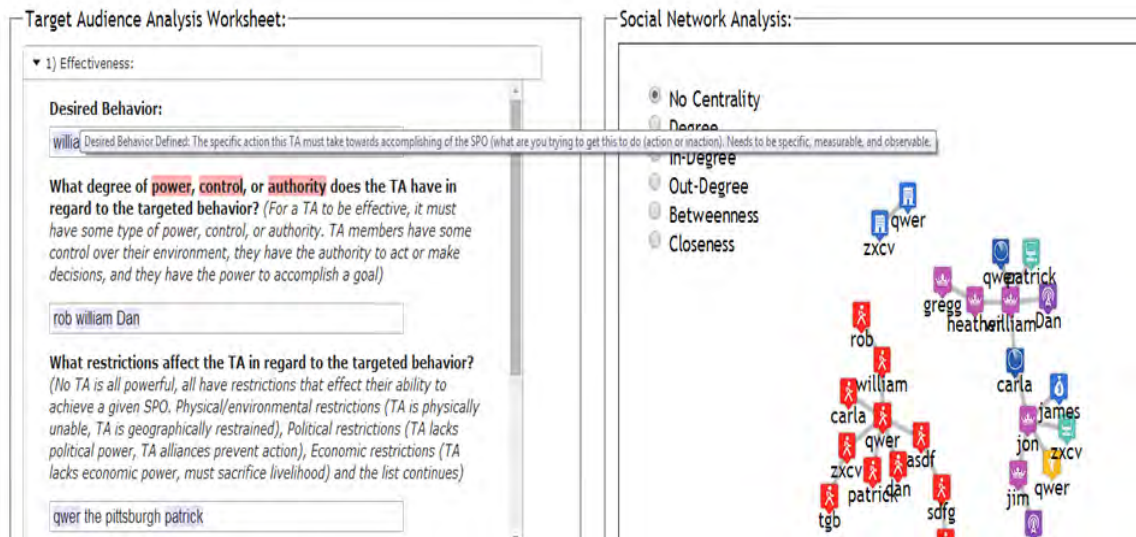 Target Audience Analysis Worksheet:
1) Effectiveness:
Desired Behavior:
willia
Desired Behavior Defined: The specific action this TA must take towards accomplishing of the SPO (what are you trying to get this to do (action or inaction). Needs to be specific, measurable, and observable.
What degree of power, control, or authority does the TA have in
regard to the targeted behavior? (For a TA to be effective, it must
have some type of power, control, or authority. TA members have some
control over their environment, they have the authority to act or make
decisions, and they have the power to accomplish a goal)
rob william Dan
What restrictions affect the TA in regard to the targeted behavior?
(No TA is all powerful, all have restrictions that effect their ability to
achieve a given SPO. Physical/environmental restrictions (TA is physically
unable, TA is geographically restrained), Political restrictions (TA lacks
political power, TA alliances prevent action), Economic restrictions (TA
lacks economic power, must sacrifice livelihood) and the list continues)
qwer the pittsburgh patrick
Social Network Analysis:
No Centrality
Degree
In-Degree
Out-Degree
Betweenness
Closeness
qwer
zxcv
qwer
patrick
gregg
heather
william
Dan
rob
william
carla
carla
james
qwer
jon
zxcv
zxcv
asdf
patrick
dan
qwer
tgb
sdfg
jim